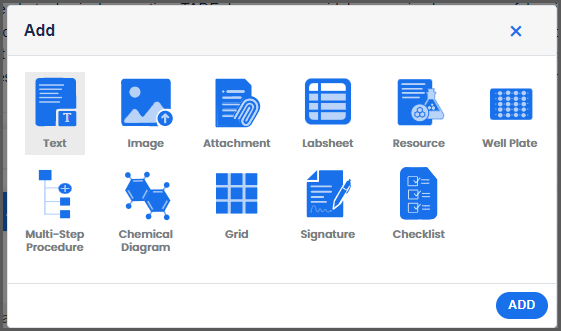 Add
Text
Image
Attachment
Labsheet
Resource
Well Plate
Multi-Step
Procedure
Chemical
Diagram
Grid
Signature
Checklist
ADD